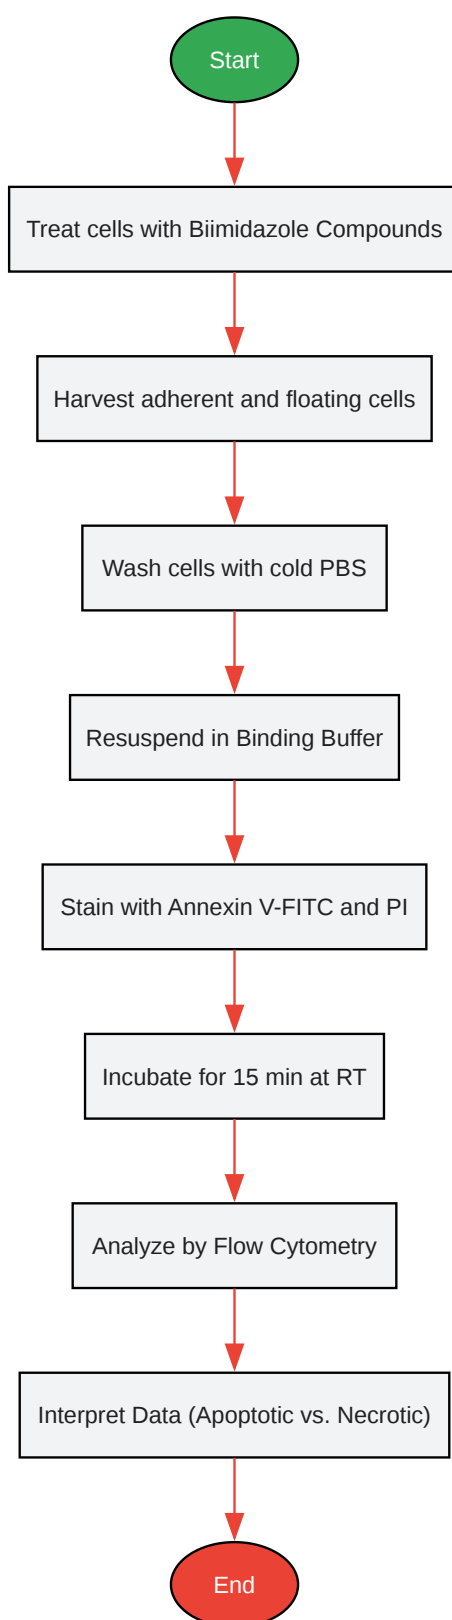 Start
Treat cells with Biimidazole Compounds
Harvest adherent and floating cells
Wash cells with cold PBS
Resuspend in Binding Buffer
Stain with Annexin V-FITC and PI
Incubate for 15 min at RT
Analyze by Flow Cytometry
Interpret Data (Apoptotic vs. Necrotic)
End